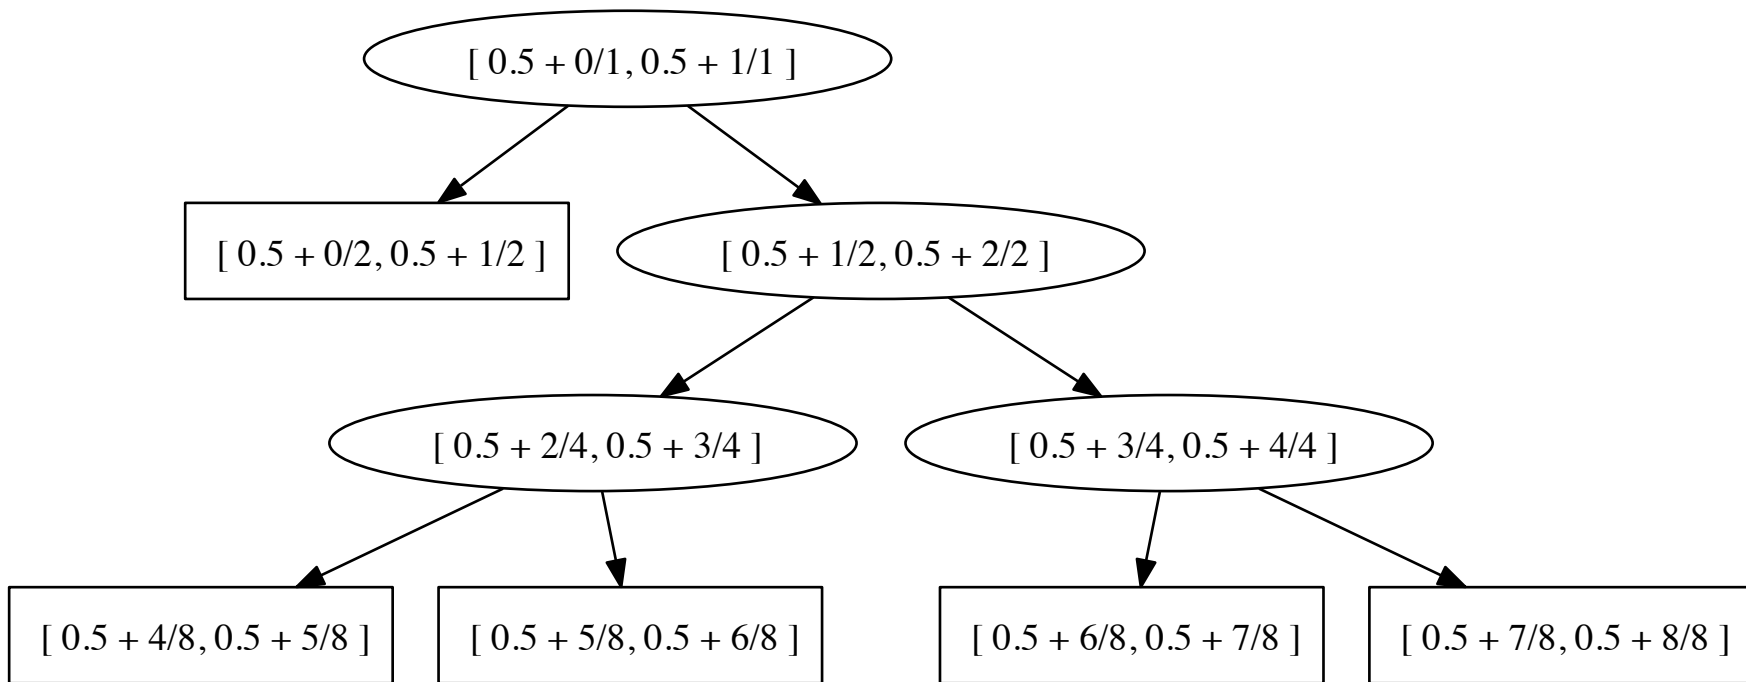 [ 0.5 + 0/1, 0.5 + 1/1 ]
[ 0.5 + 0/2, 0.5 + 1/2 ]
[ 0.5 + 1/2, 0.5 + 2/2 ]
[ 0.5 + 2/4, 0.5 + 3/4 ]
[ 0.5 + 3/4, 0.5 + 4/4 ]
[ 0.5 + 4/8, 0.5 + 5/8 ]
[ 0.5 + 5/8, 0.5 + 6/8 ]
[ 0.5 + 6/8, 0.5 + 7/8 ]
[ 0.5 + 7/8, 0.5 + 8/8 ]